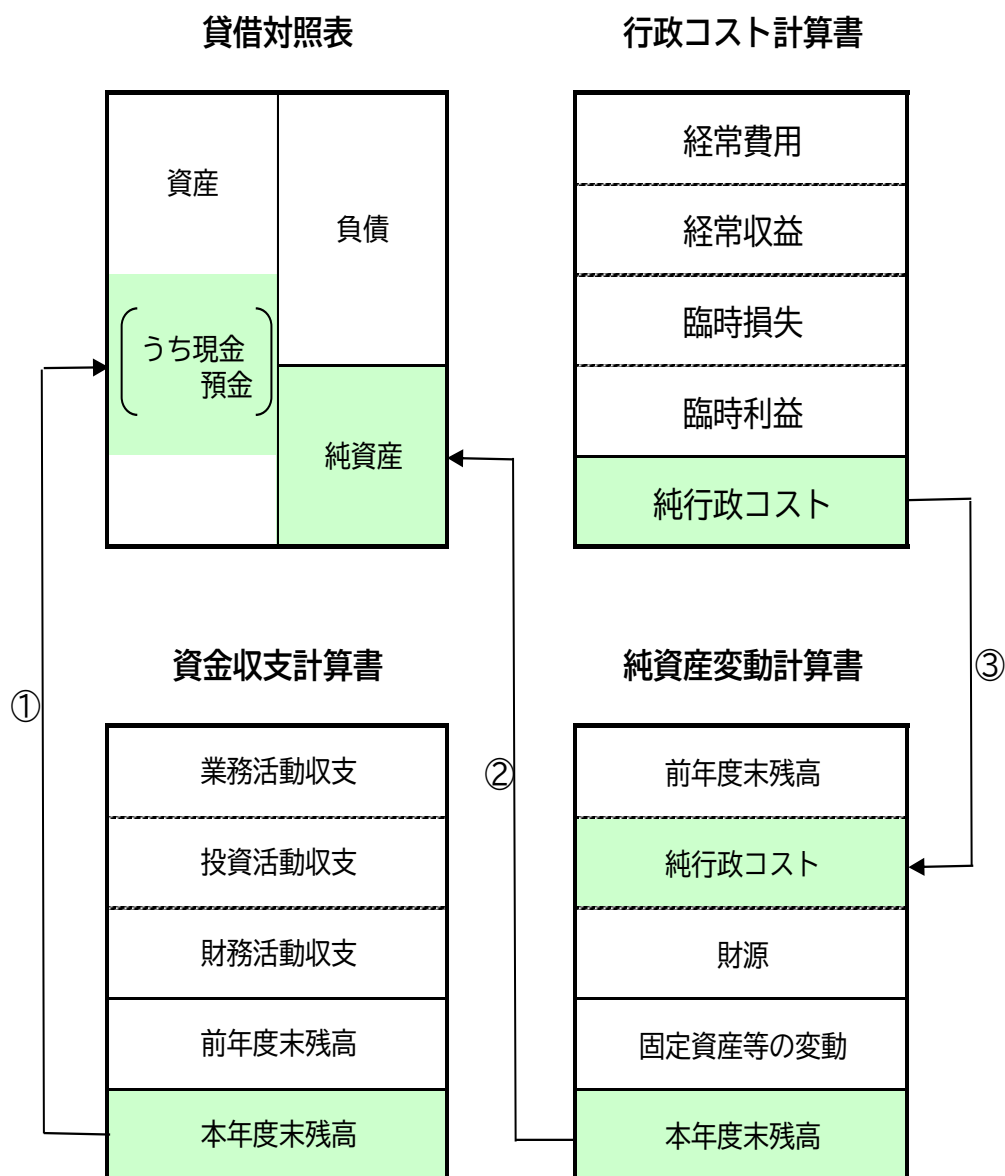 貸借対照表
資産
うち現金
預金
負債
純資産
行政コスト計算書
経常費用
経常収益
臨時損失
臨時利益
純行政コスト
①
②
③
資金収支計算書
業務活動収支
投資活動収支
財務活動収支
前年度末残高
本年度末残高
純資産変動計算書
前年度末残高
純行政コスト
財源
固定資産等の変動
本年度末残高